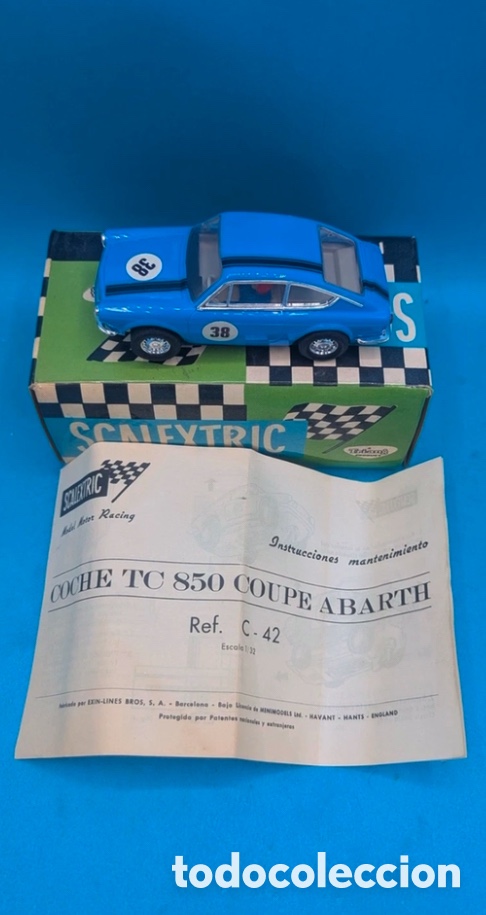 38
38
S
SCALEXTRIC
SCALEXTRIC
Model Motor Racing
Instrucciones mantenimiento
COCHE TC 850 COUPE ABARTH
Ref. C - 42
Escala 1/32
Fabricado por EXIN-LINES BROS, S. A. - Barcelona - Bajo Licencia de MINIMODELS Ltd. - HAVANT - HANTS - ENGLAND
Protegido por Patentes nacionales y extranjeras
todocoleccion